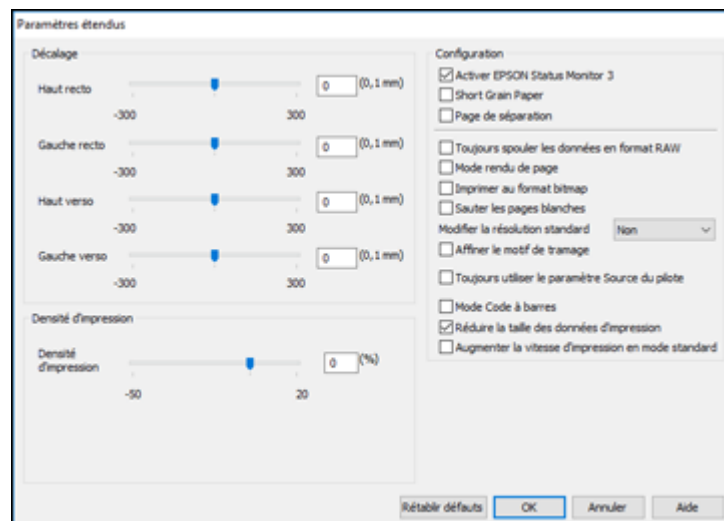 Paramètres étendus
Décalage
Haut recto
0 (0,1 mm)
-300 300
Gauche recto
0 (0,1 mm)
-300 300
Haut verso
0 (0,1 mm)
-300 300
Gauche verso
0 (0,1 mm)
-300 300
Densité d'impression
Densité
d'impression
0 (%)
-50 20
Configuration
Activer EPSON Status Monitor 3
Short Grain Paper
Page de séparation
Toujours spouler les données en format RAW
Mode rendu de page
Imprimer au format bitmap
Sauter les pages blanches
Modifier la résolution standard Non
Affiner le motif de tramage
Toujours utiliser le paramètre Source du pilote
Mode Code à barres
Réduire la taille des données d'impression
Augmenter la vitesse d'impression en mode standard
Rétablir défauts OK Annuler Aide